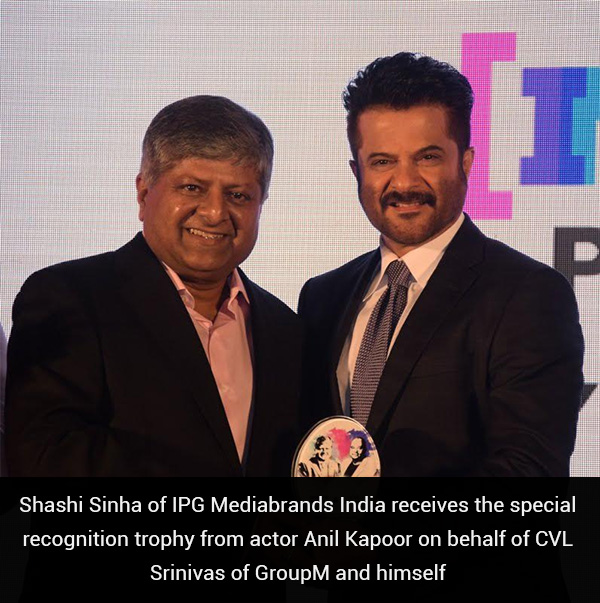 Shashi Sinha of IPG Mediabrands India receives the special
recognition trophy from actor Anil Kapoor on behalf of CVL
Srinivas of GroupM and himself